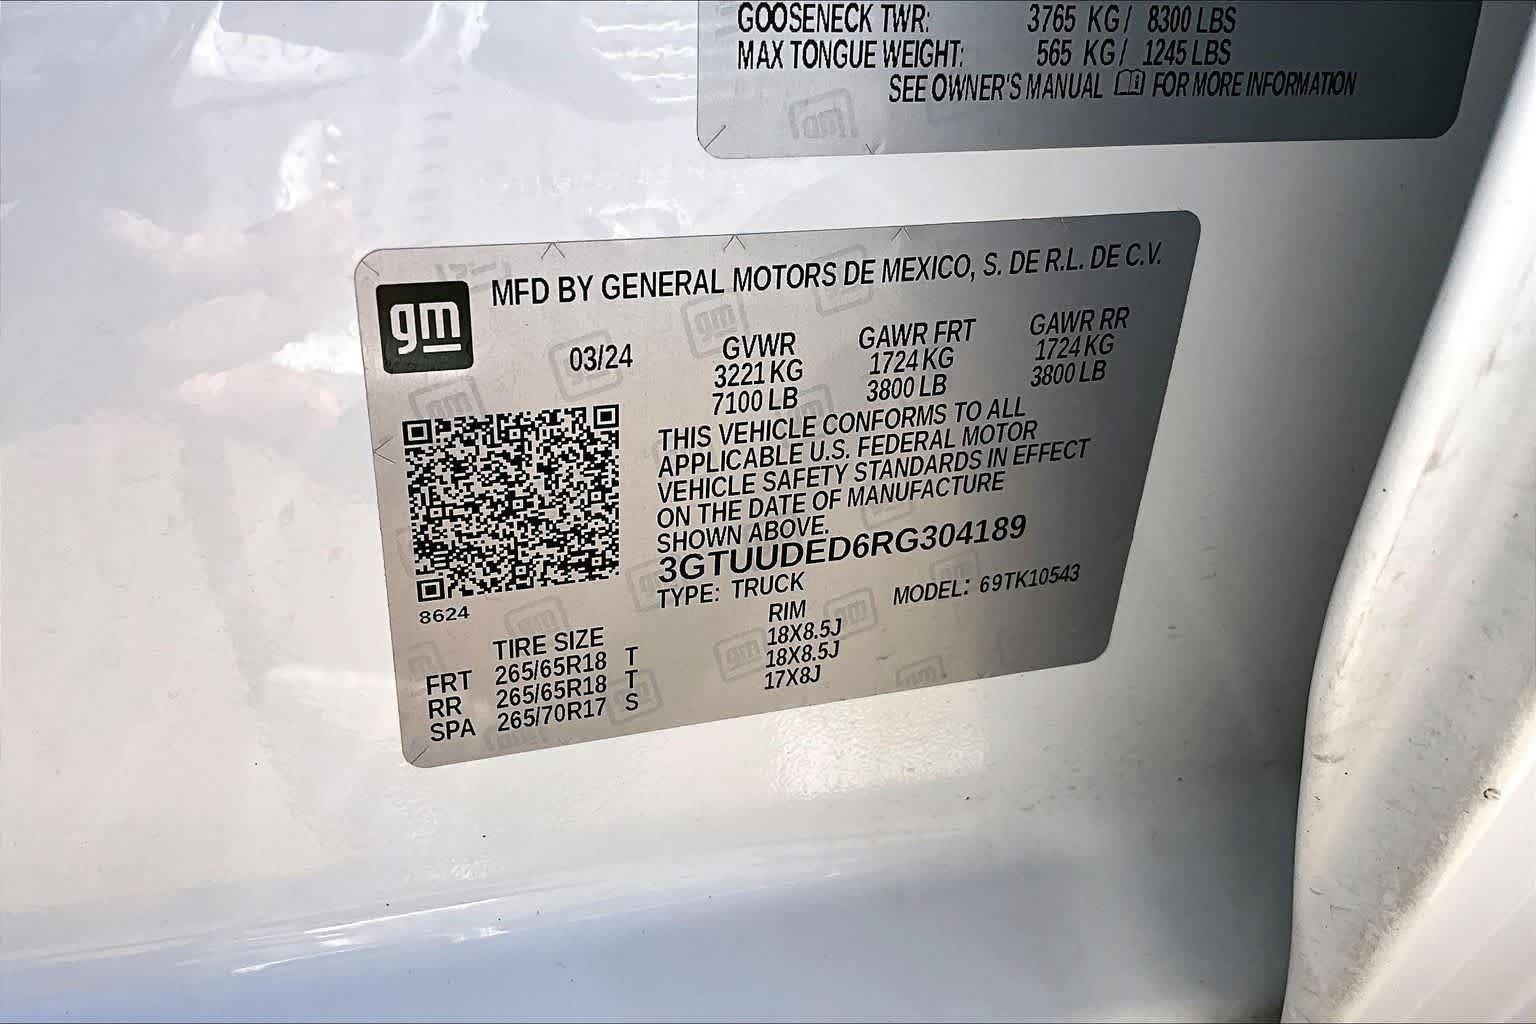 GOOSENECK TWR: 3765 KG/ 8300 LBS
MAX TONGUE WEIGHT: 565 KG/ 1245 LBS
SEE OWNER'S MANUAL FOR MORE INFORMATION
gm
MFD BY GENERAL MOTORS DE MEXICO, S. DE R.L. DE C.V.
gm
03/24 GVWR GAWR FRT GAWR RR
3221 KG 1724 KG 1724 KG
7100 LB 3800 LB 3800 LB
THIS VEHICLE CONFORMS TO ALL
APPLICABLE U.S. FEDERAL MOTOR
VEHICLE SAFETY STANDARDS IN EFFECT
ON THE DATE OF MANUFACTURE
SHOWN ABOVE.
3GTUUDED6RG304189
TYPE: TRUCK MODEL: 69TK10543
8624
TIRE SIZE RIM
FRT 265/65R18 T 18X8.5J
RR 265/65R18 T 18X8.5J
SPA 265/70R17 S 17X8J